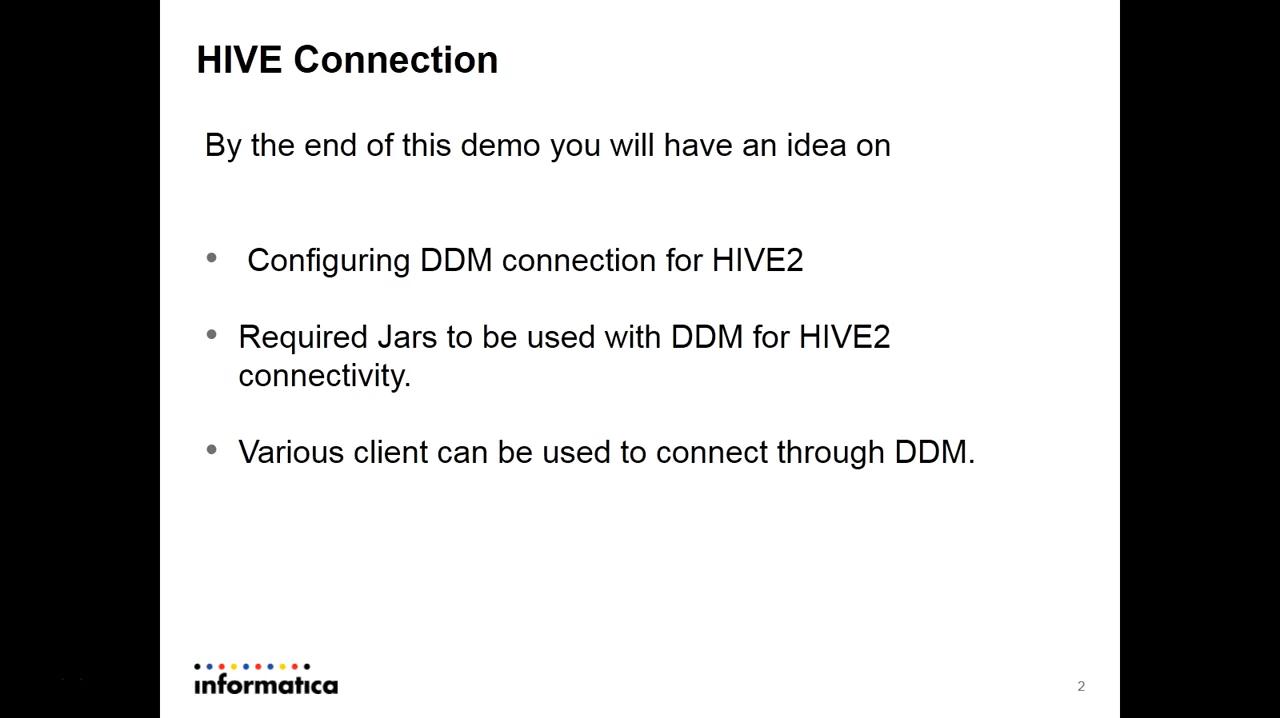 HIVE Connection
By the end of this demo you will have an idea on
• Configuring DDM connection for HIVE2
• Required Jars to be used with DDM for HIVE2
connectivity.
• Various client can be used to connect through DDM.
informatica
2